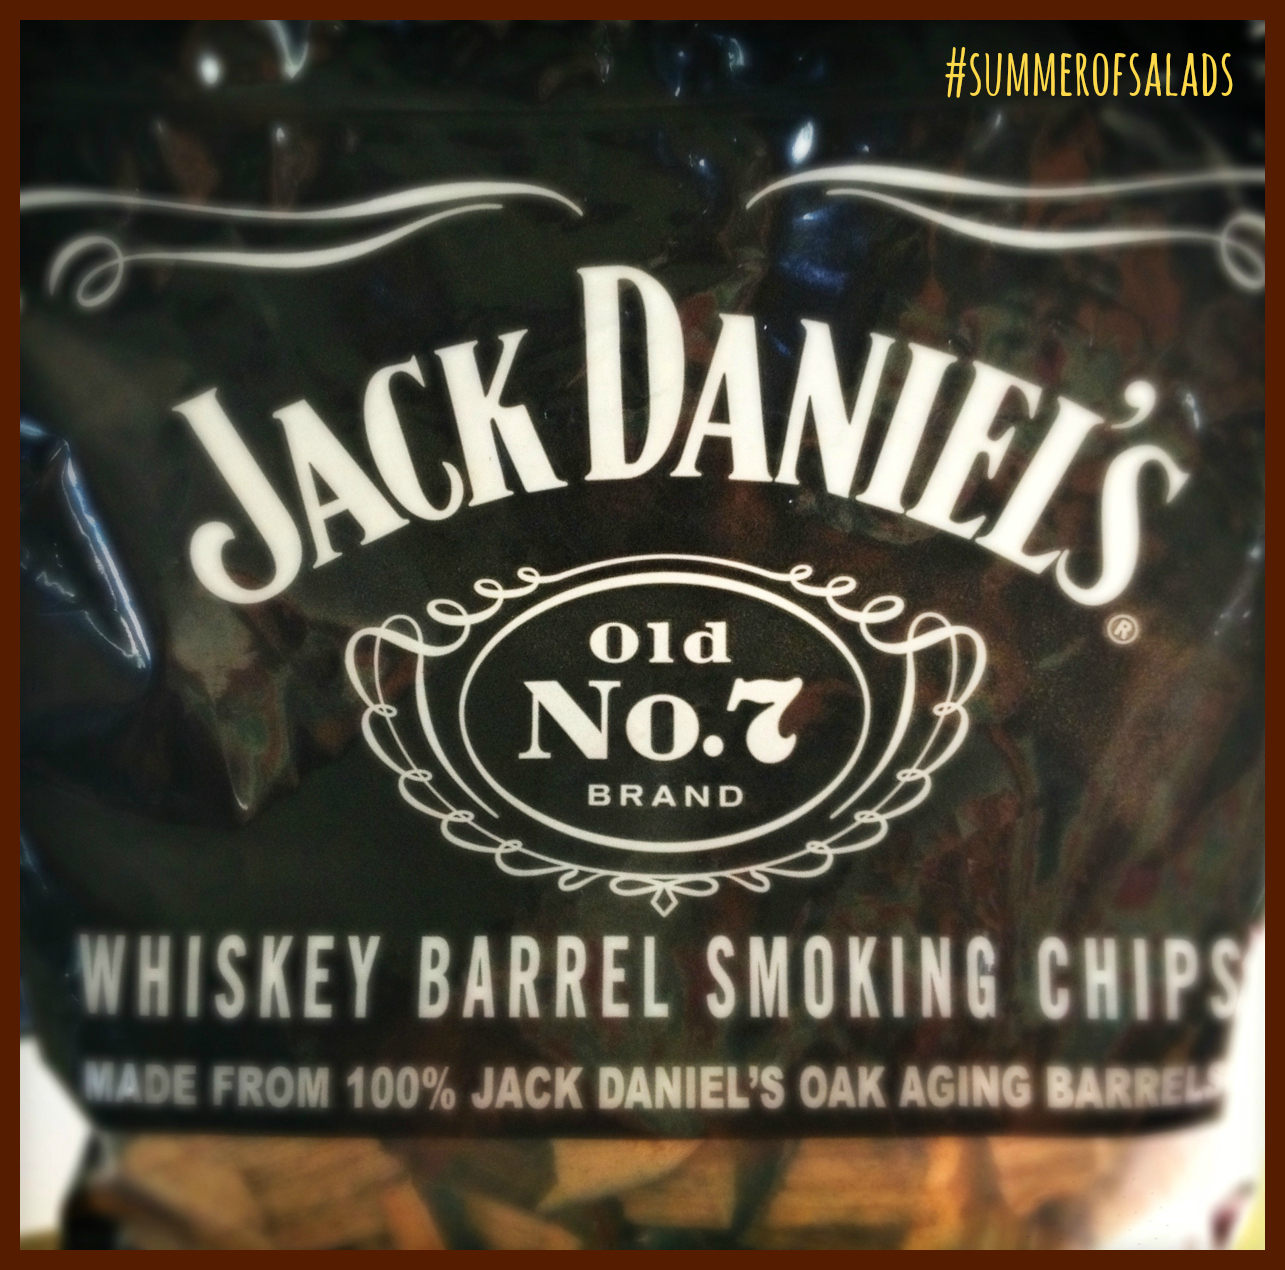 #SUMMEROFSALADS
JACK DANIEL'S
®
Old
No.7
BRAND
WHISKEY BARREL SMOKING CHIPS
MADE FROM 100% JACK DANIEL'S OAK AGING BARRELS